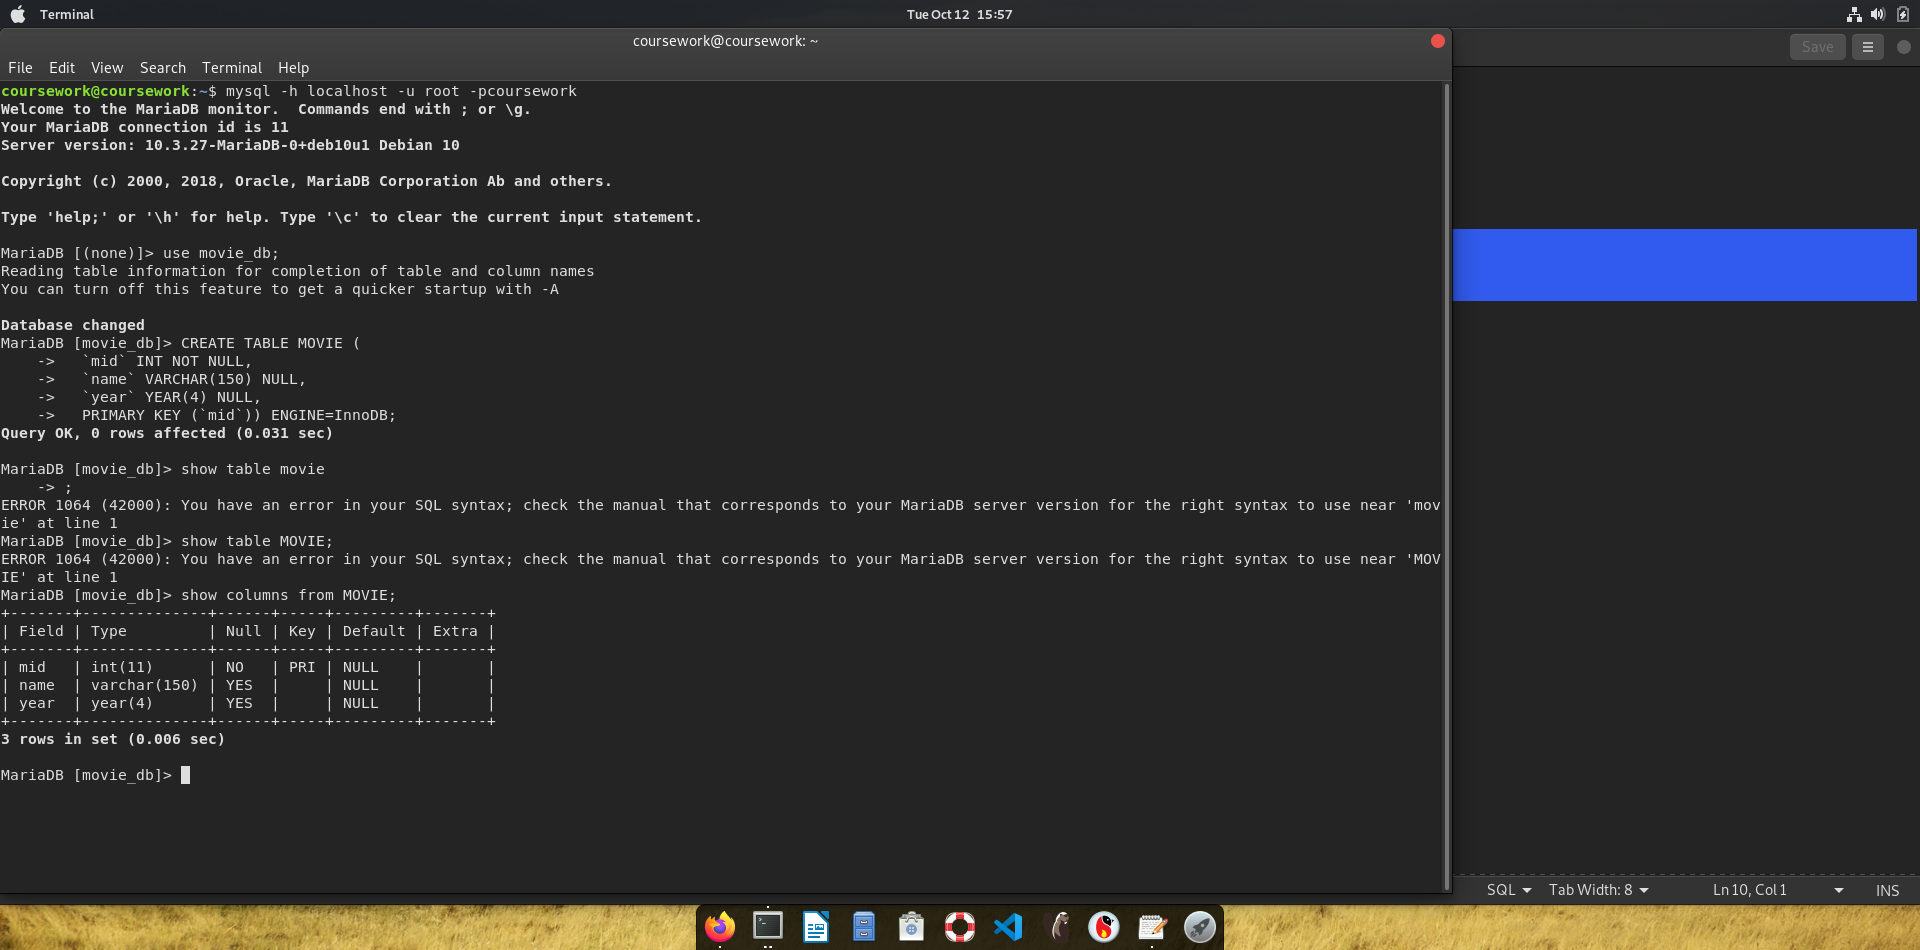 Terminal
Tue Oct 12 15:57
coursework@coursework: ~
Save
File Edit View Search Terminal Help
coursework@coursework:~$ mysql -h localhost -u root -pcoursework
Welcome to the MariaDB monitor.  Commands end with ; or \g.
Your MariaDB connection id is 11
Server version: 10.3.27-MariaDB-0+deb10u1 Debian 10
Copyright (c) 2000, 2018, Oracle, MariaDB Corporation Ab and others.
Type 'help;' or '\h' for help. Type '\c' to clear the current input statement.
MariaDB [(none)]> use movie_db;
Reading table information for completion of table and column names
You can turn off this feature to get a quicker startup with -A
Database changed
MariaDB [movie_db]> CREATE TABLE MOVIE (
    ->   `mid` INT NOT NULL,
    ->   `name` VARCHAR(150) NULL,
    ->   `year` YEAR(4) NULL,
    ->   PRIMARY KEY (`mid`)) ENGINE=InnoDB;
Query OK, 0 rows affected (0.031 sec)
MariaDB [movie_db]> show table movie
    -> ;
ERROR 1064 (42000): You have an error in your SQL syntax; check the manual that corresponds to your MariaDB server version for the right syntax to use near 'mov
ie' at line 1
MariaDB [movie_db]> show table MOVIE;
ERROR 1064 (42000): You have an error in your SQL syntax; check the manual that corresponds to your MariaDB server version for the right syntax to use near 'MOV
IE' at line 1
MariaDB [movie_db]> show columns from MOVIE;
+-------+--------------+------+-----+---------+-------+
| Field | Type         | Null | Key | Default | Extra |
+-------+--------------+------+-----+---------+-------+
| mid   | int(11)      | NO   | PRI | NULL    |       |
| name  | varchar(150) | YES  |     | NULL    |       |
| year  | year(4)      | YES  |     | NULL    |       |
+-------+--------------+------+-----+---------+-------+
3 rows in set (0.006 sec)
MariaDB [movie_db]>
SQL Tab Width: 8 Ln 10, Col 1 INS